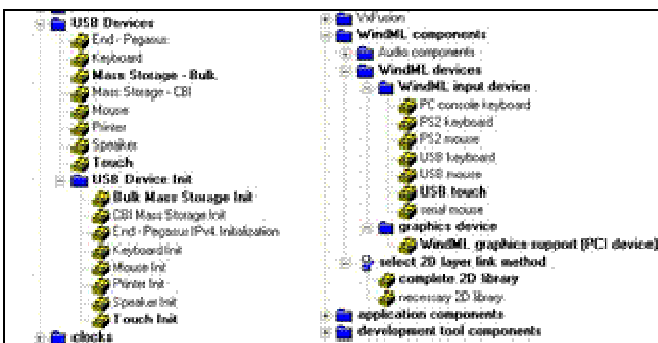 USB Devices
End - Pegasus
Keyboard
Mass Storage - Bulk
Mass Storage - CBI
Mouse
Printer
Speaker
Touch
USB Device Init
Bulk Mass Storage Init
CBI Mass Storage Init
End - Pegasus IPv4 Initialization
Keyboard Init
Mouse Init
Printer Init
Speaker Init
Touch Init
clocks
WindML components
Audio components
WindML devices
WindML input device
PC console keyboard
PS2 keyboard
PS2 mouse
USB keyboard
USB mouse
USB touch
serial mouse
graphics device
WindML graphics support (PCI device)
select 2D layer link method
complete 2D library
necessary 2D library
application components
development tool components